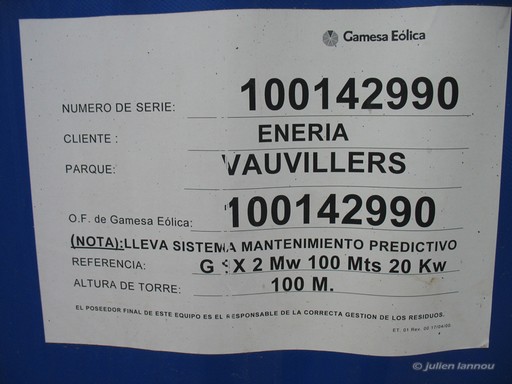 Gamesa Eólica
NUMERO DE SERIE: 100142990
CLIENTE : ENERIA
PARQUE: VAUVILLERS
O.F. de Gamesa Eólica: 100142990
(NOTA):LLEVA SISTEMA MANTENIMIENTO PREDICTIVO
REFERENCIA: G X 2 Mw 100 Mts 20 Kw
ALTURA DE TORRE: 100 M.
EL POSEEDOR FINAL DE ESTE EQUIPO ES EL RESPONSABLE DE LA CORRECTA GESTION DE LOS RESIDUOS.
© julien Iannou